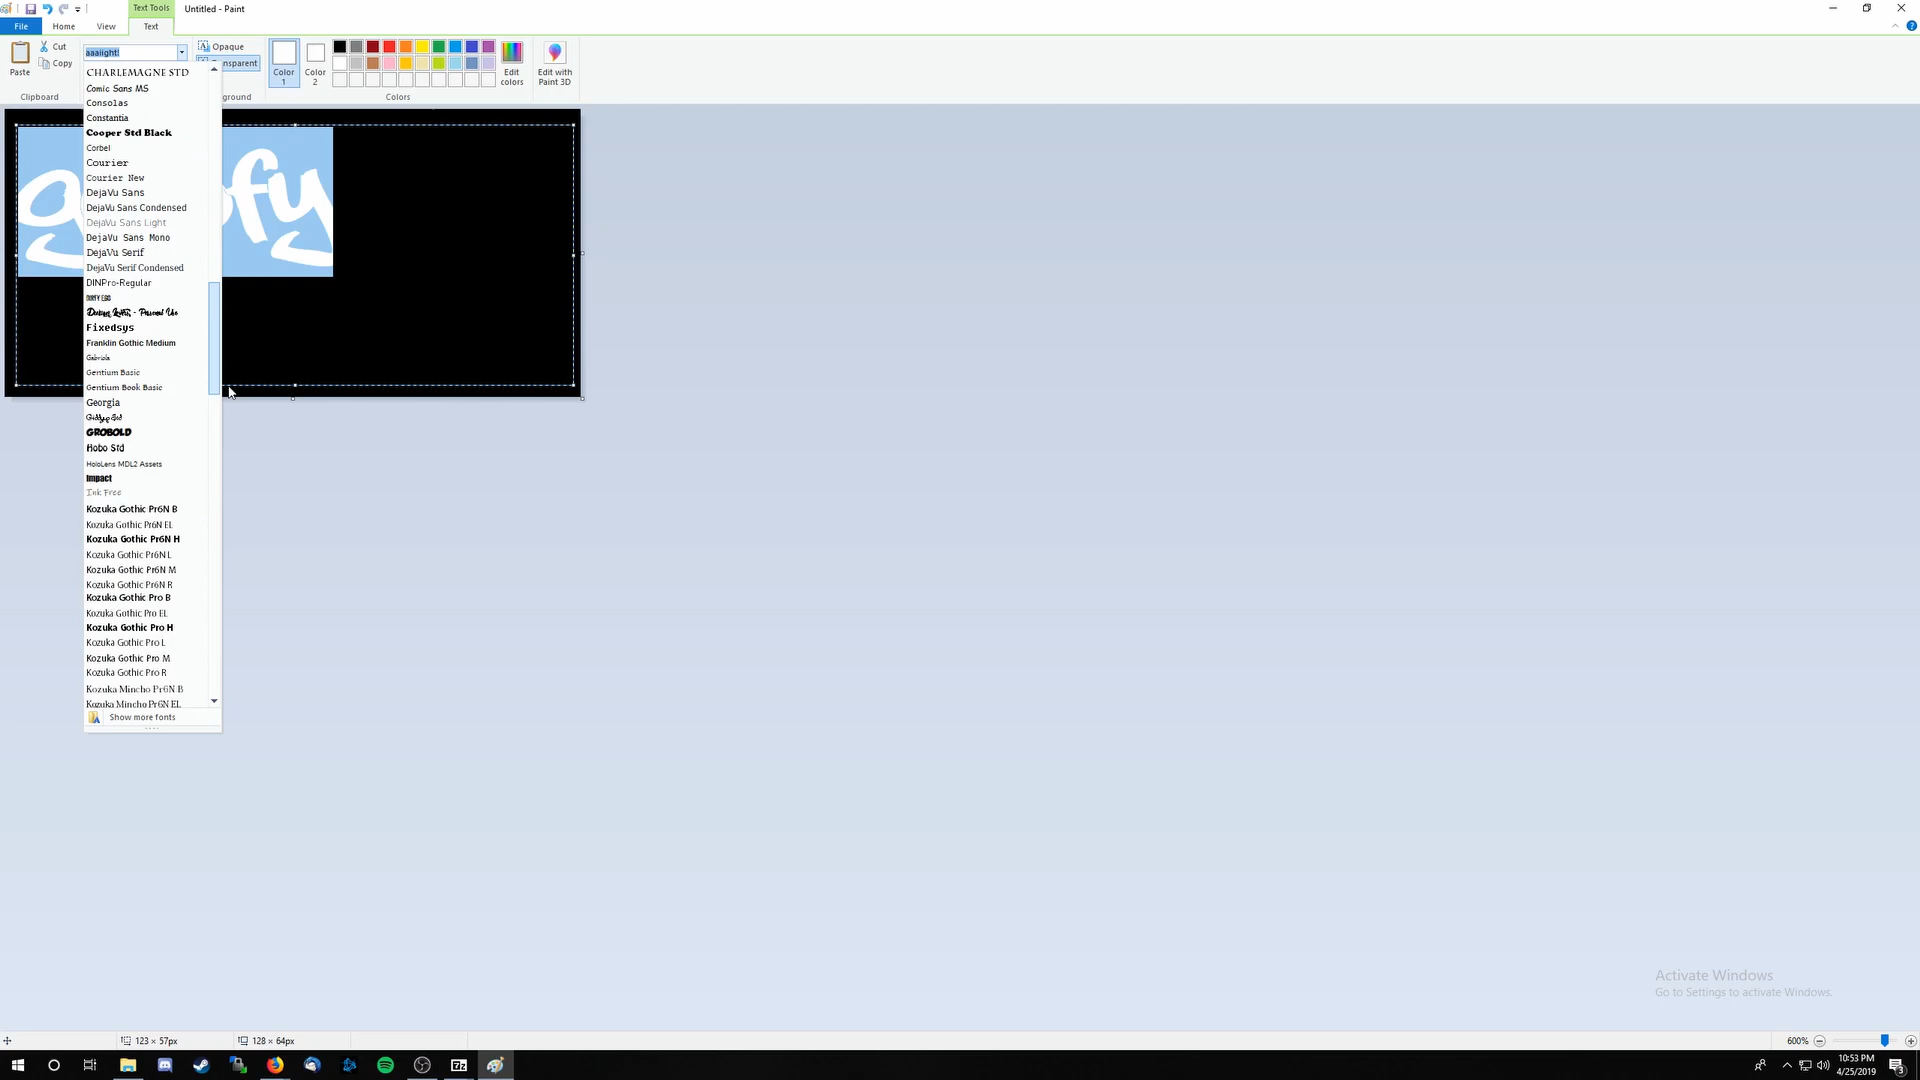 Text Tools
Untitled - Paint
File
Home
View
Text
Paste
Cut
Copy
Clipboard
aaaiight!
Opaque
nsparent
ground
Color
1
Color
2
Colors
Edit
colors
Edit with
Paint 3D
CHARLEMAGNE STD
Comic Sans MS
Consolas
Constantia
Cooper Std Black
Corbel
Courier
Courier New
DejaVu Sans
DejaVu Sans Condensed
DejaVu Sans Light
DejaVu Sans Mono
DejaVu Serif
DejaVu Serif Condensed
DINPro-Regular
Fixedsys
Franklin Gothic Medium
Gabriola
Gentium Basic
Gentium Book Basic
Georgia
GROBOLD
Hobo Std
HoloLens MDL2 Assets
Impact
Ink Free
Kozuka Gothic Pr6N B
Kozuka Gothic Pr6N EL
Kozuka Gothic Pr6N H
Kozuka Gothic Pr6N L
Kozuka Gothic Pr6N M
Kozuka Gothic Pr6N R
Kozuka Gothic Pro B
Kozuka Gothic Pro EL
Kozuka Gothic Pro H
Kozuka Gothic Pro L
Kozuka Gothic Pro M
Kozuka Gothic Pro R
Kozuka Mincho Pr6N B
Kozuka Mincho Pr6N EL
Show more fonts
Activate Windows
Go to Settings to activate Windows.
123 × 57px
128 × 64px
600%
7z
10:53 PM
4/25/2019
3